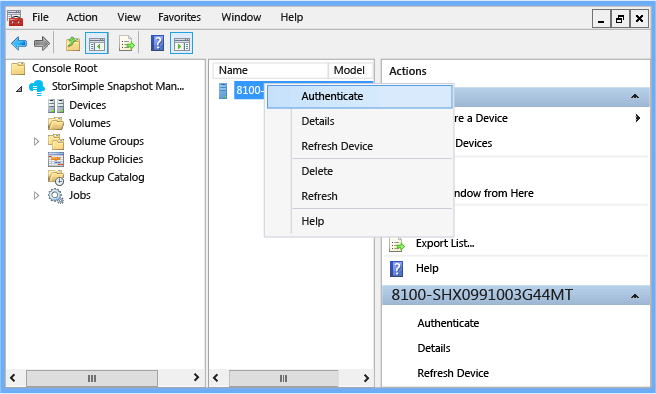 File Action View Favorites Window Help
Console Root
StorSimple Snapshot Man...
Devices
Volumes
Volume Groups
Backup Policies
Backup Catalog
Jobs
Name Model
8100-
Authenticate
Details
Refresh Device
Delete
Refresh
Help
Actions
re a Device
Devices
indow from Here
Export List...
Help
8100-SHX0991003G44MT
Authenticate
Details
Refresh Device